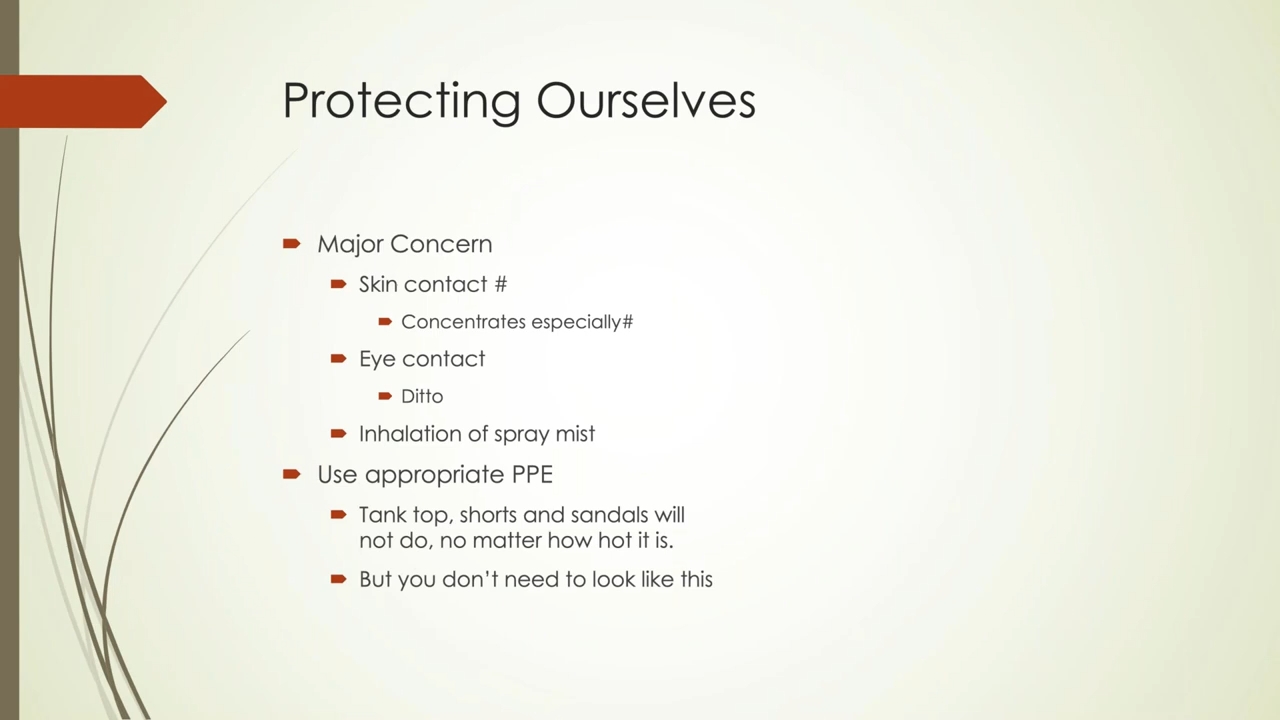 Protecting Ourselves
Major Concern
Skin contact #
Concentrates especially#
Eye contact
Ditto
Inhalation of spray mist
Use appropriate PPE
Tank top, shorts and sandals will
not do, no matter how hot it is.
But you don’t need to look like this